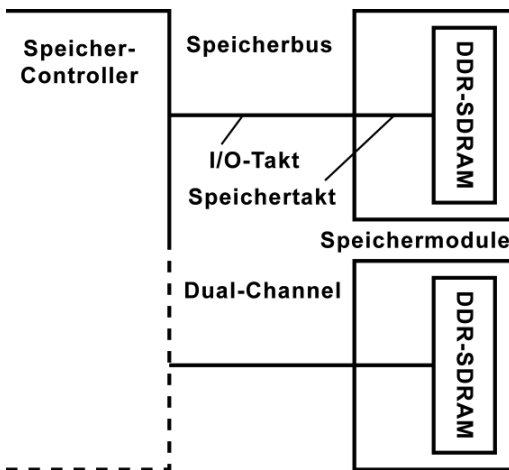 Speicher-
Controller
Speicherbus
DDR-SDRAM
I/O-Takt
Speichertakt
Speichermodule
Dual-Channel
DDR-SDRAM